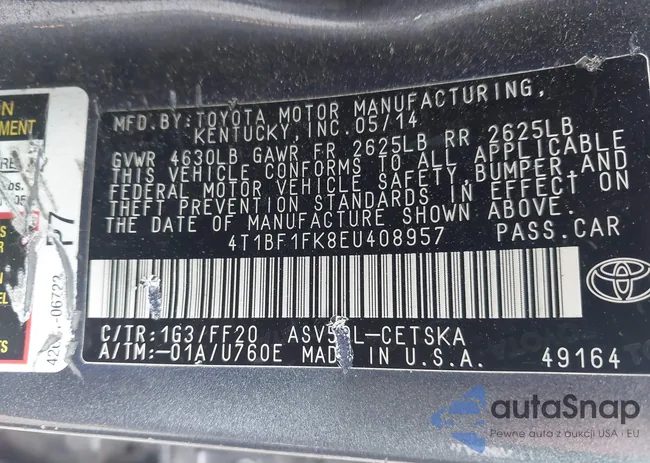 MFD.BY:TOYOTA MOTOR MANUFACTURING,
KENTUCKY, INC.05/14
GVWR 4630LB GAWR FR 2625LB RR 2625LB
THIS VEHICLE CONFORMS TO ALL APPLICABLE
FEDERAL MOTOR VEHICLE SAFETY, BUMPER,AND
THEFT PREVENTION STANDARDS IN EFFECT ON
THE DATE OF MANUFACTURE SHOWN ABOVE.
4T1BF1FK8EU408957 PASS.CAR
C/TR:1G3/FF20
A/TM:-01A/U760E MADE U.S.A. 49164
P7
autaSnap
Pewne auto z aukcji USA i EU